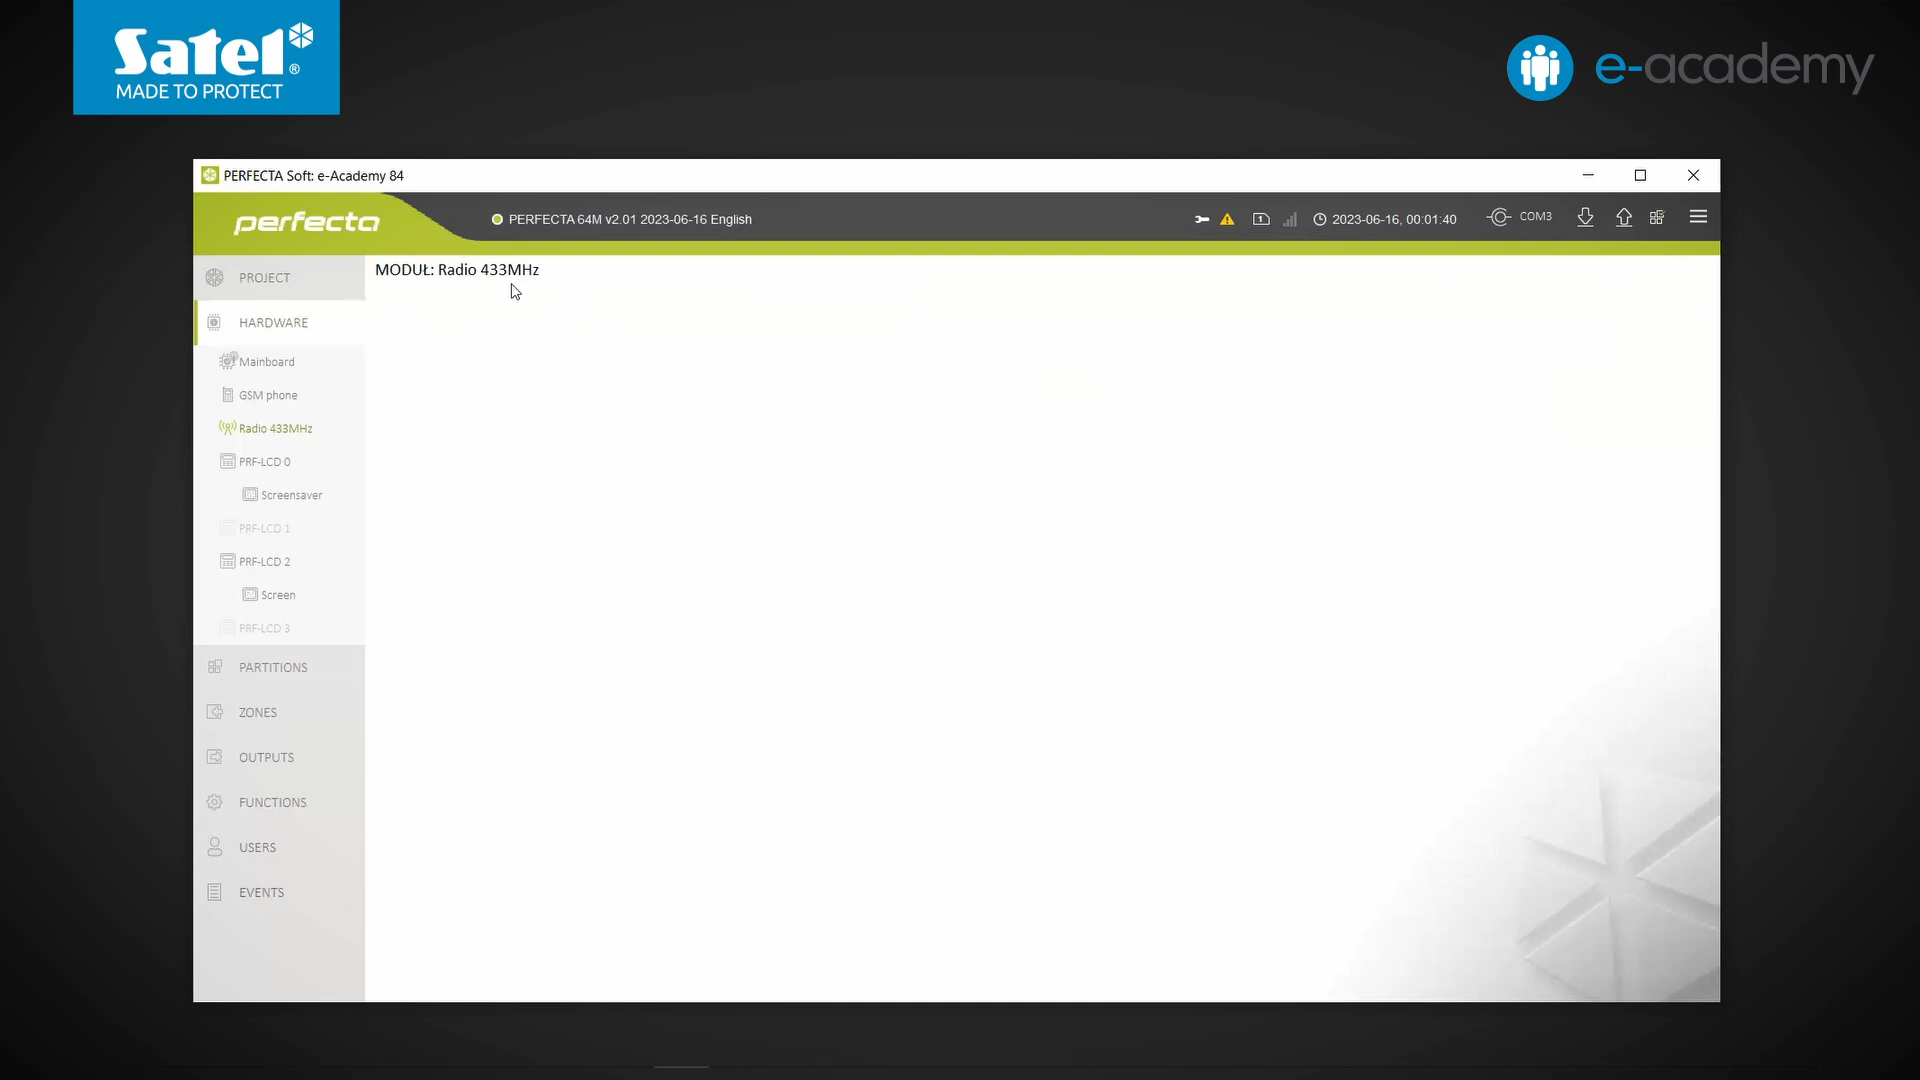 Satel®
MADE TO PROTECT
e-academy
PERFECTA Soft: e-Academy 84
perfecta
PERFECTA 64M v2.01 2023-06-16 English
1
2023-06-16, 00:01:40
COM3
PROJECT
MODUŁ: Radio 433MHz
HARDWARE
Mainboard
GSM phone
Radio 433MHz
PRF-LCD 0
Screensaver
PRF-LCD 1
PRF-LCD 2
Screen
PRF-LCD 3
PARTITIONS
ZONES
OUTPUTS
FUNCTIONS
USERS
EVENTS